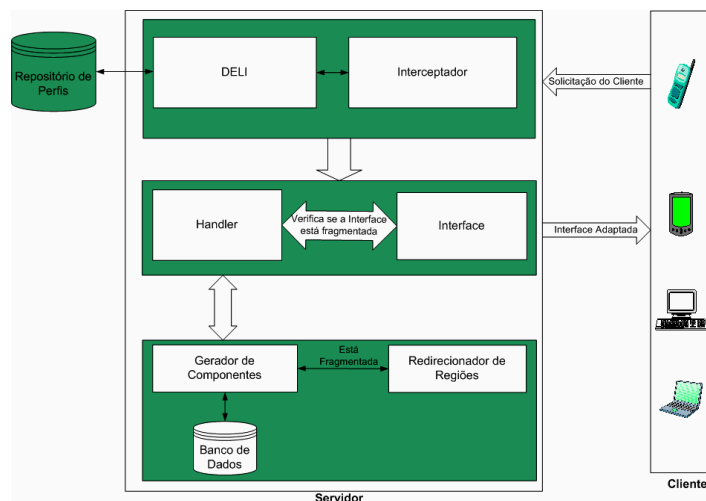 Repositório de
Perfis
DELI
Interceptador
Solicitação do Cliente
Handler
Verifica se a Interface
está fragmentada
Interface
Interface Adaptada
Gerador de
Componentes
Está
Fragmentada
Redirecionador de
Regiões
Banco de
Dados
Servidor
Cliente